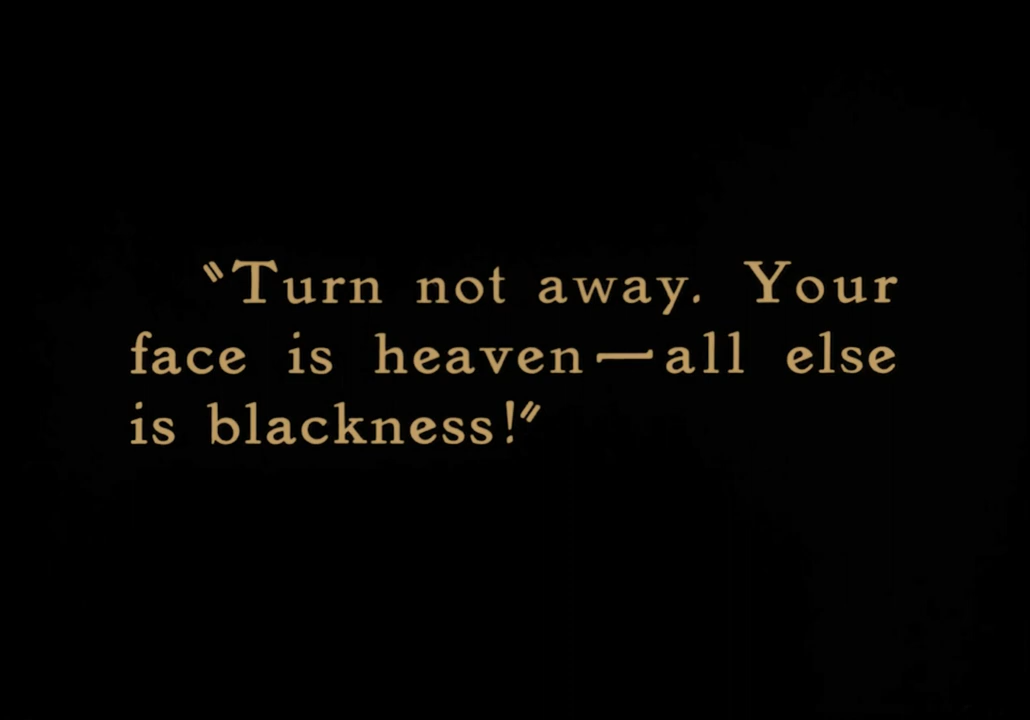 "Turn not away. Your
face is heaven—all else
is blackness!"